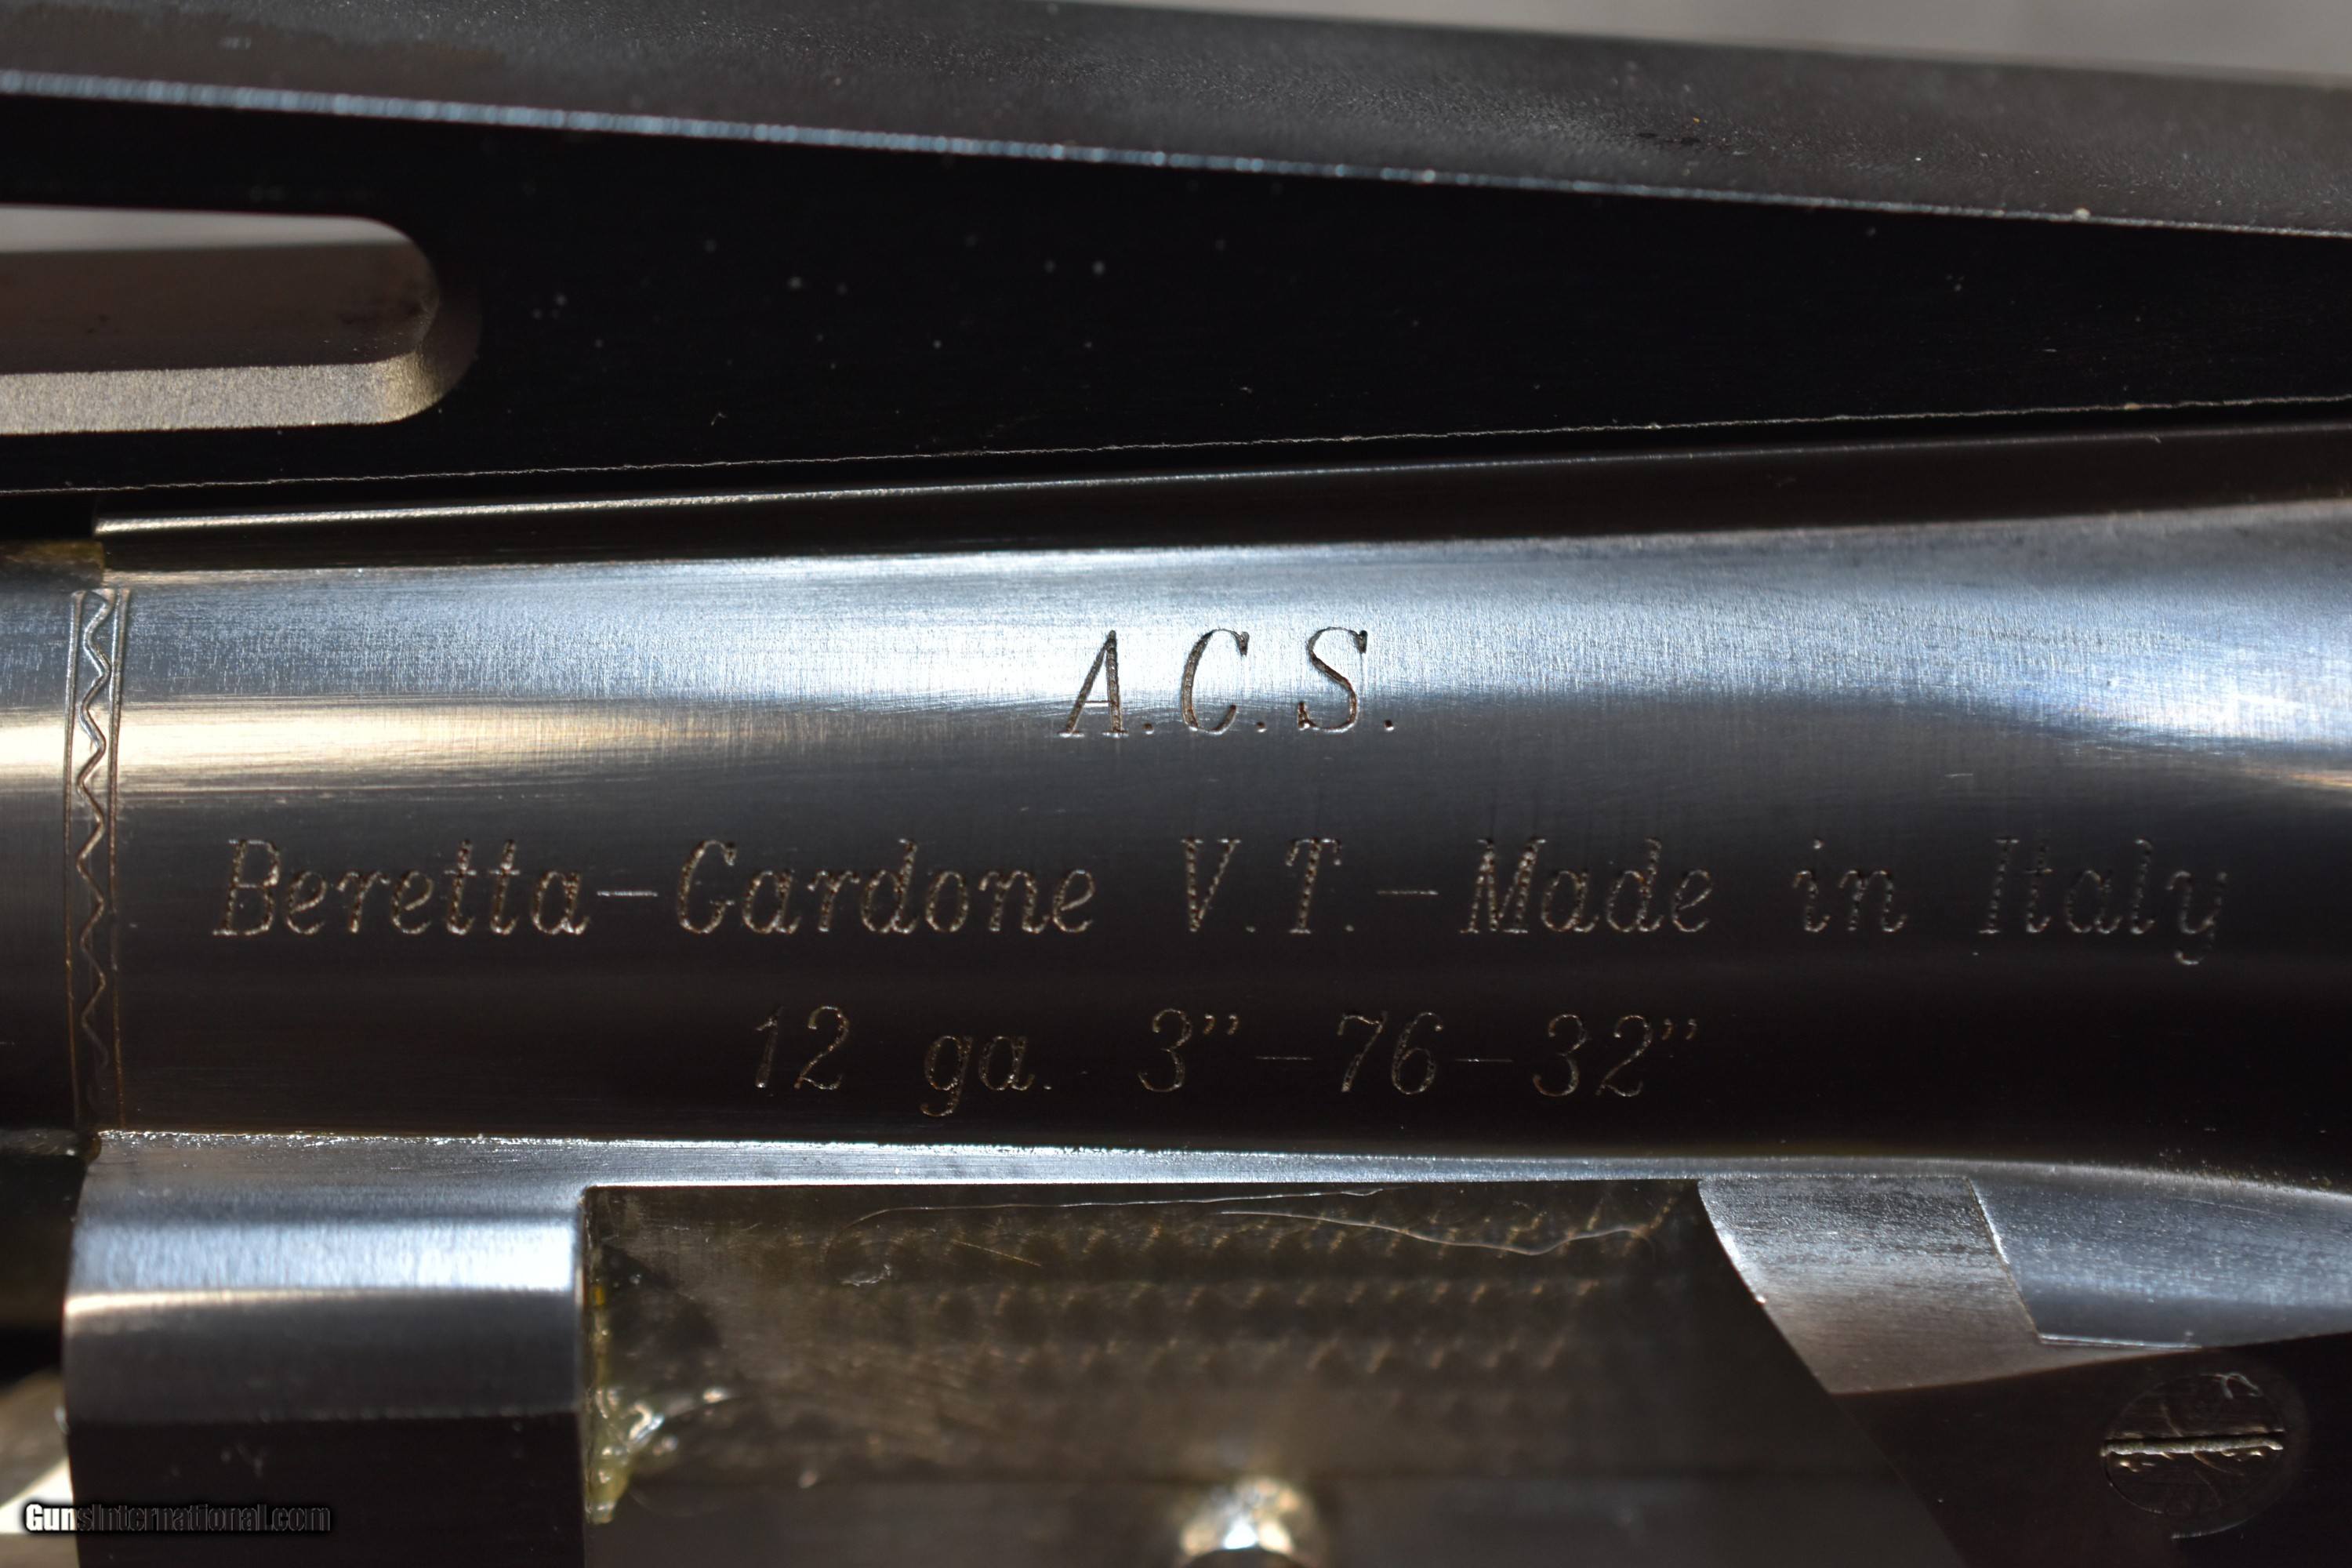 A.C.S.
Beretta-Gardone V.T.-Made in Italy
12 ga. 3"-76-32"
GunsInternational.com